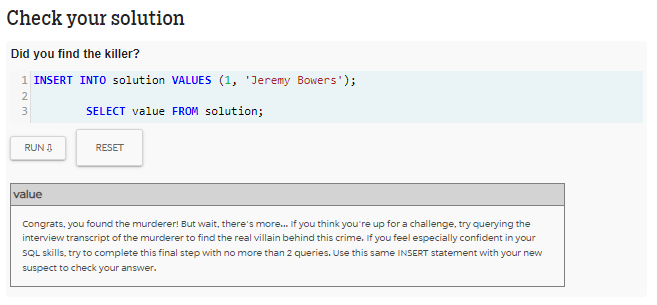 Check your solution
Did you find the killer?
1 INSERT INTO solution VALUES (1, 'Jeremy Bowers');
2
3 SELECT value FROM solution;
RUN ⇩
RESET
value
Congrats, you found the murderer! But wait, there's more... If you think you're up for a challenge, try querying the
interview transcript of the murderer to find the real villain behind this crime. If you feel especially confident in your
SQL skills, try to complete this final step with no more than 2 queries. Use this same INSERT statement with your new
suspect to check your answer.